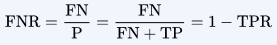 FNR = FN / P = FN / (FN + TP) = 1 − TPR